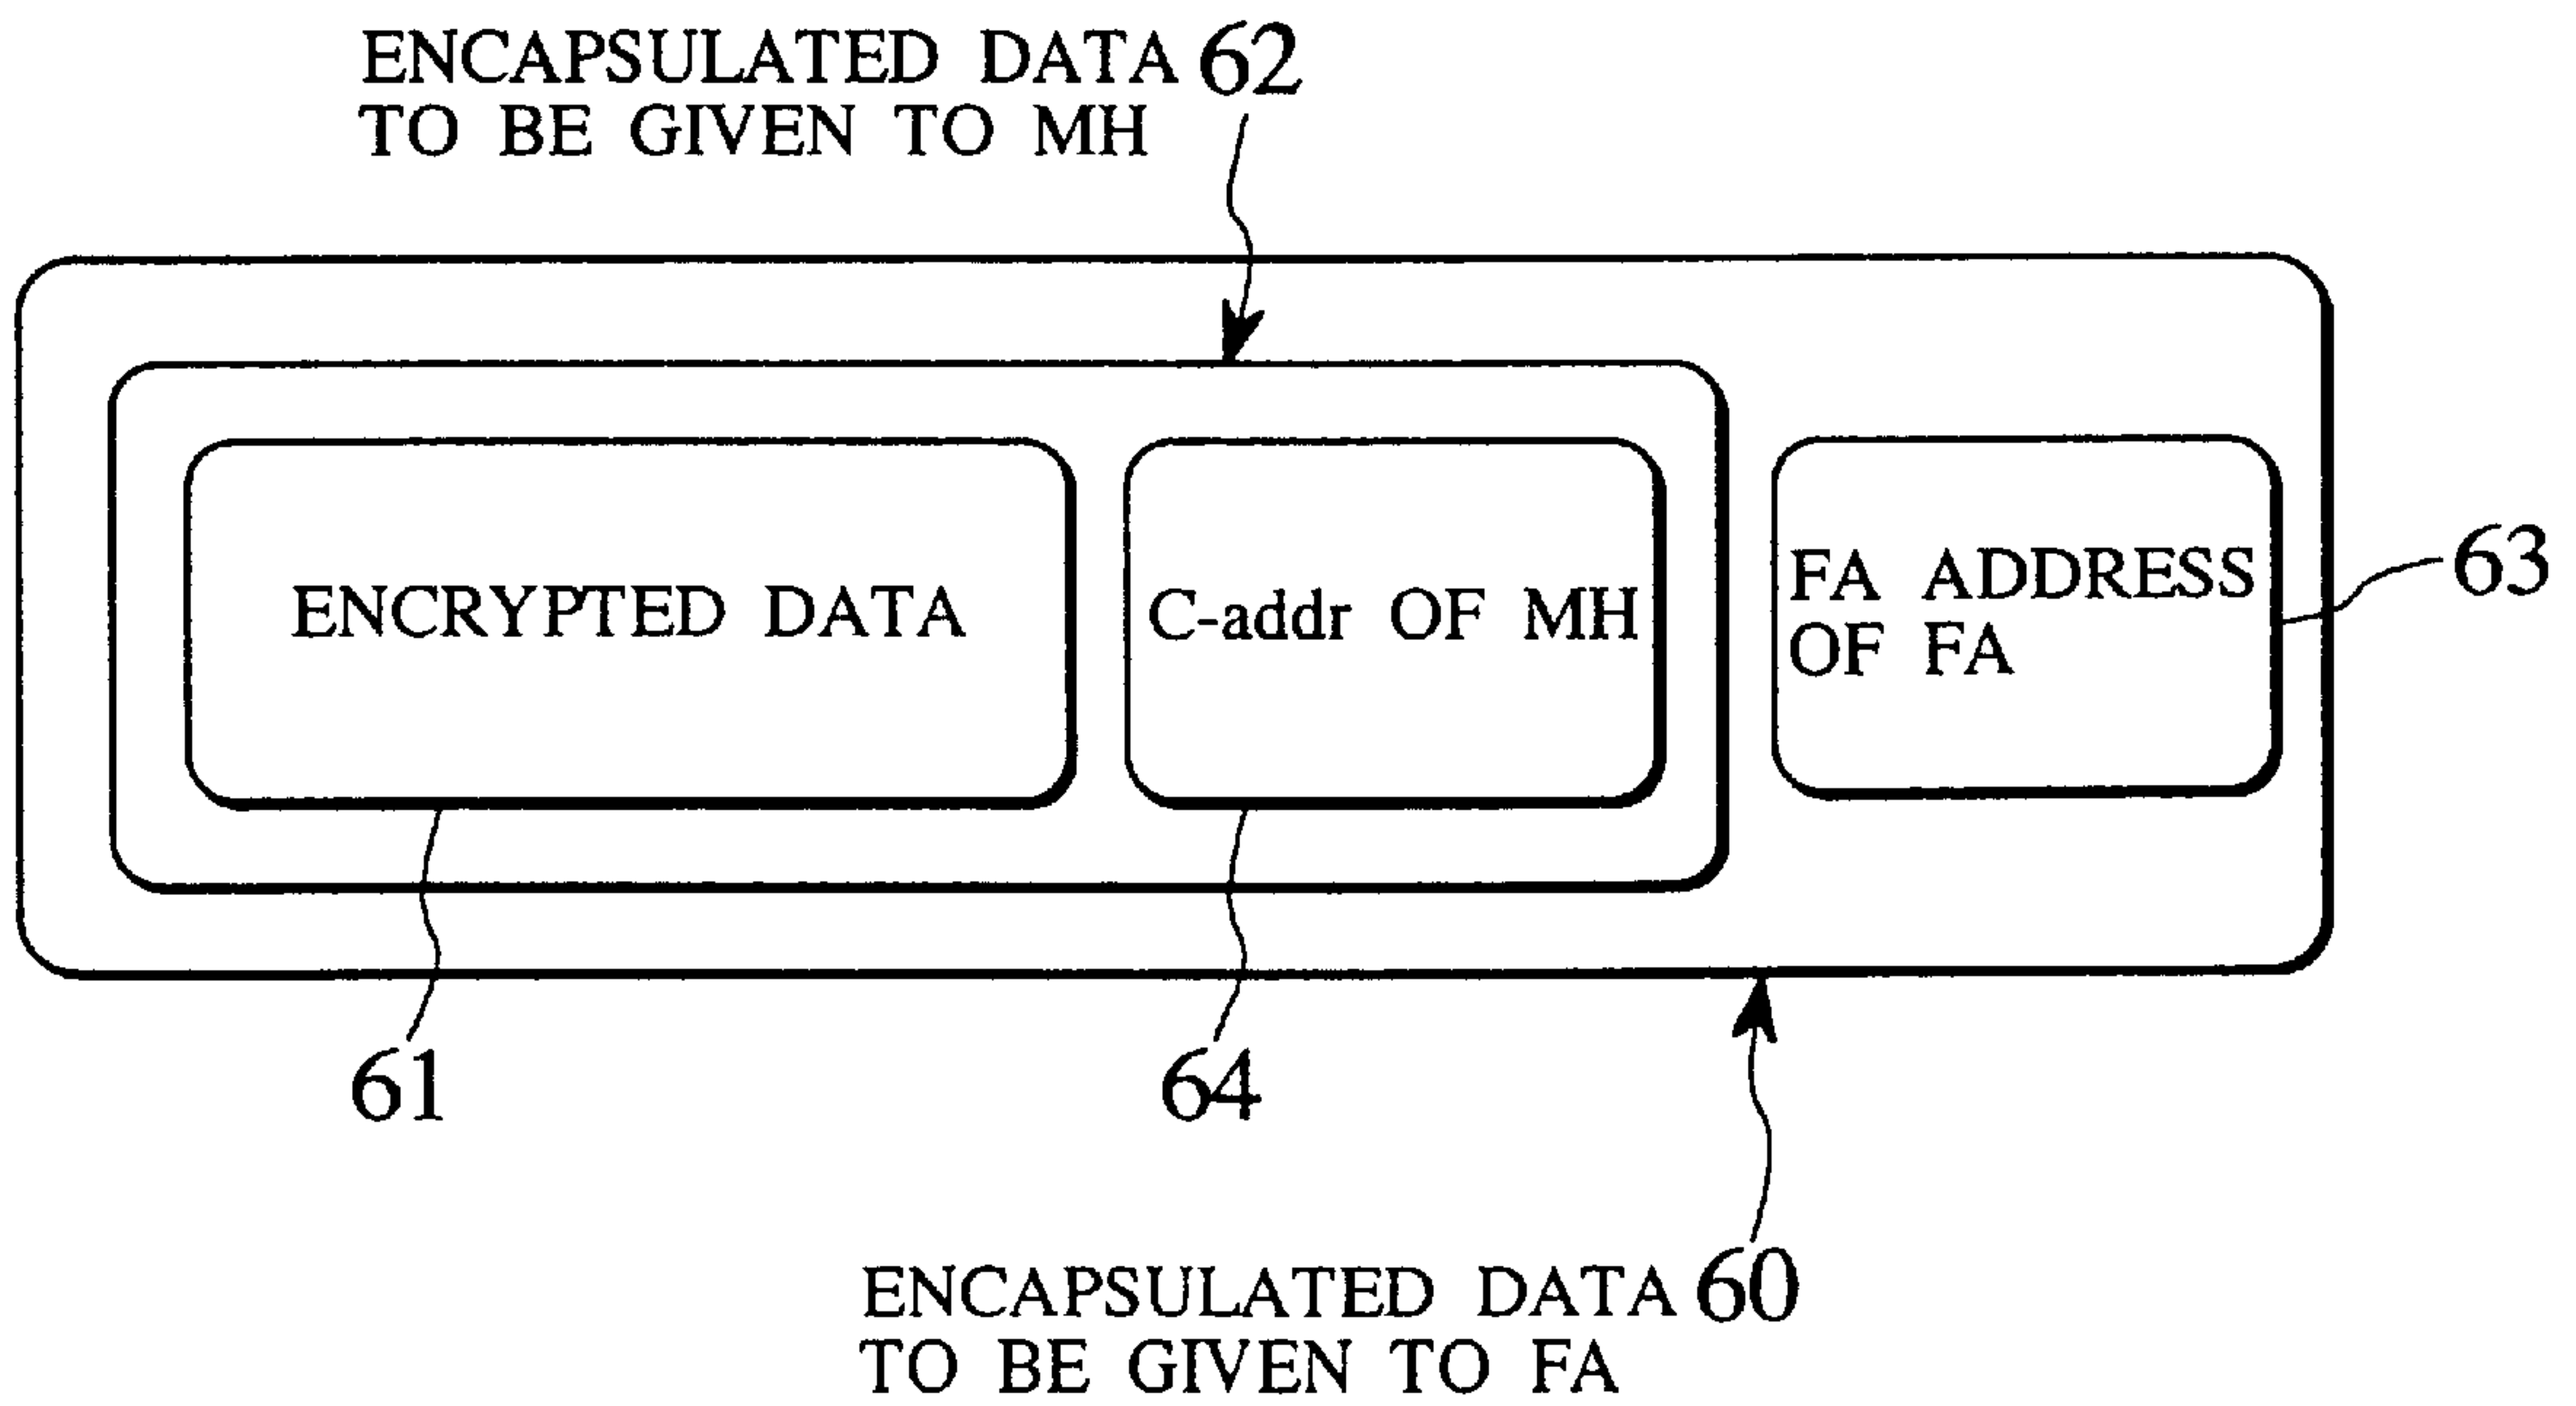 ENCAPSULATED DATA 62
TO BE GIVEN TO MH
ENCRYPTED DATA
C-addr OF MH
FA ADDRESS
OF FA
63
61
64
ENCAPSULATED DATA 60
TO BE GIVEN TO FA